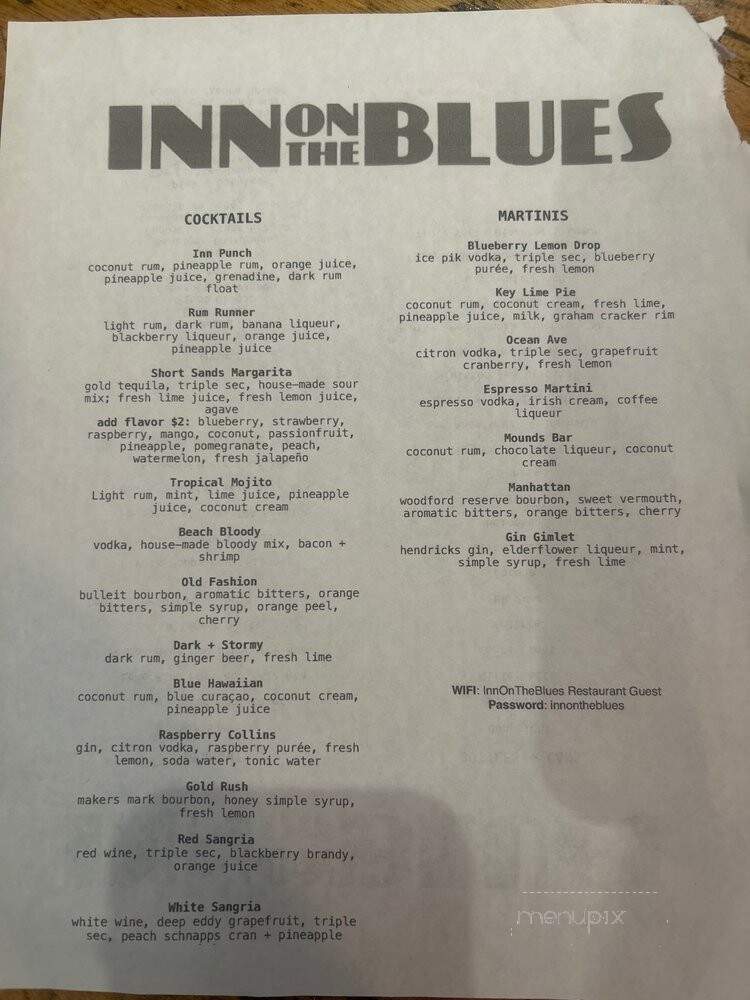 INN ON THE BLUES
COCKTAILS
Inn Punch
coconut rum, pineapple rum, orange juice,
pineapple juice, grenadine, dark rum
float
Rum Runner
light rum, dark rum, banana liqueur,
blackberry liqueur, orange juice,
pineapple juice
Short Sands Margarita
gold tequila, triple sec, house-made sour
mix; fresh lime juice, fresh lemon juice,
agave
add flavor $2: blueberry, strawberry,
raspberry, mango, coconut, passionfruit,
pineapple, pomegranate, peach,
watermelon, fresh jalapeño
Tropical Mojito
Light rum, mint, lime juice, pineapple
juice, coconut cream
Beach Bloody
vodka, house-made bloody mix, bacon +
shrimp
Old Fashion
bulleit bourbon, aromatic bitters, orange
bitters, simple syrup, orange peel,
cherry
Dark + Stormy
dark rum, ginger beer, fresh lime
Blue Hawaiian
coconut rum, blue curaçao, coconut cream,
pineapple juice
Raspberry Collins
gin, citron vodka, raspberry purée, fresh
lemon, soda water, tonic water
Gold Rush
makers mark bourbon, honey simple syrup,
fresh lemon
Red Sangria
red wine, triple sec, blackberry brandy,
orange juice
White Sangria
white wine, deep eddy grapefruit, triple
sec, peach schnapps cran + pineapple
MARTINIS
Blueberry Lemon Drop
ice pik vodka, triple sec, blueberry
purée, fresh lemon
Key Lime Pie
coconut rum, coconut cream, fresh lime,
pineapple juice, milk, graham cracker rim
Ocean Ave
citron vodka, triple sec, grapefruit
cranberry, fresh lemon
Espresso Martini
espresso vodka, irish cream, coffee
liqueur
Mounds Bar
coconut rum, chocolate liqueur, coconut
cream
Manhattan
woodford reserve bourbon, sweet vermouth,
aromatic bitters, orange bitters, cherry
Gin Gimlet
hendricks gin, elderflower liqueur, mint,
simple syrup, fresh lime
WIFI: InnOnTheBlues Restaurant Guest
Password: innontheblues
menupix